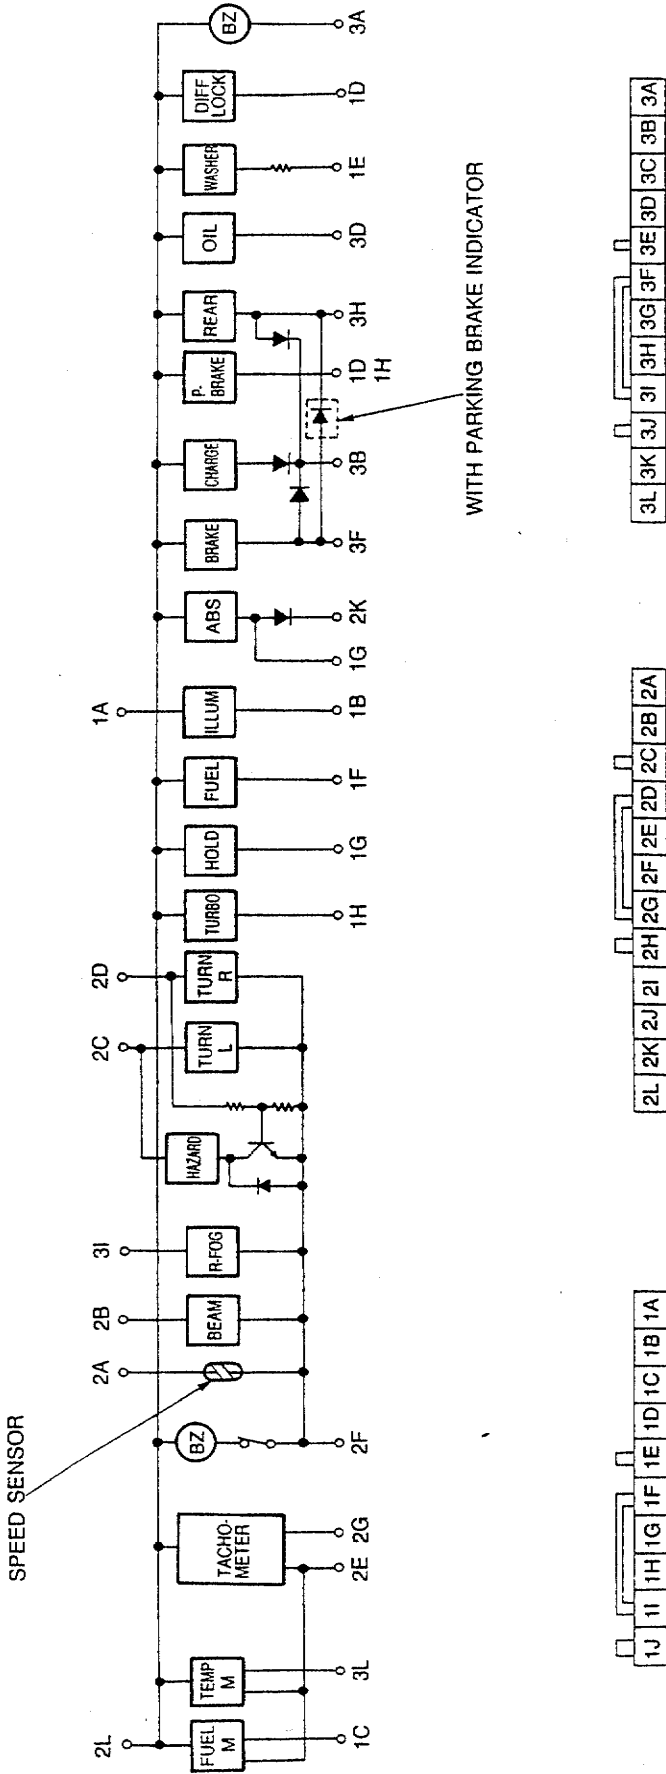 SPEED SENSOR
2L
2A
2B
3I
2C
2D
1A
FUEL
M
TEMP
M
TACHO-
METER
BZ
BEAM
R-FOG
HAZARD
TURN
L
TURN
R
TURBO
HOLD
FUEL
ILLUM
ABS
BRAKE
CHARGE
P.
BRAKE
REAR
OIL
WASHER
DIFF
LOCK
BZ
1C
3L
2E
2G
2F
1H
1G
1F
1B
1G
2K
3F
3B
1D
1H
3H
3D
1E
1D
3A
WITH PARKING BRAKE INDICATOR
1J 1I 1H 1G 1F 1E 1D 1C 1B 1A
2L 2K 2J 2I 2H 2G 2F 2E 2D 2C 2B 2A
3L 3K 3J 3I 3H 3G 3F 3E 3D 3C 3B 3A